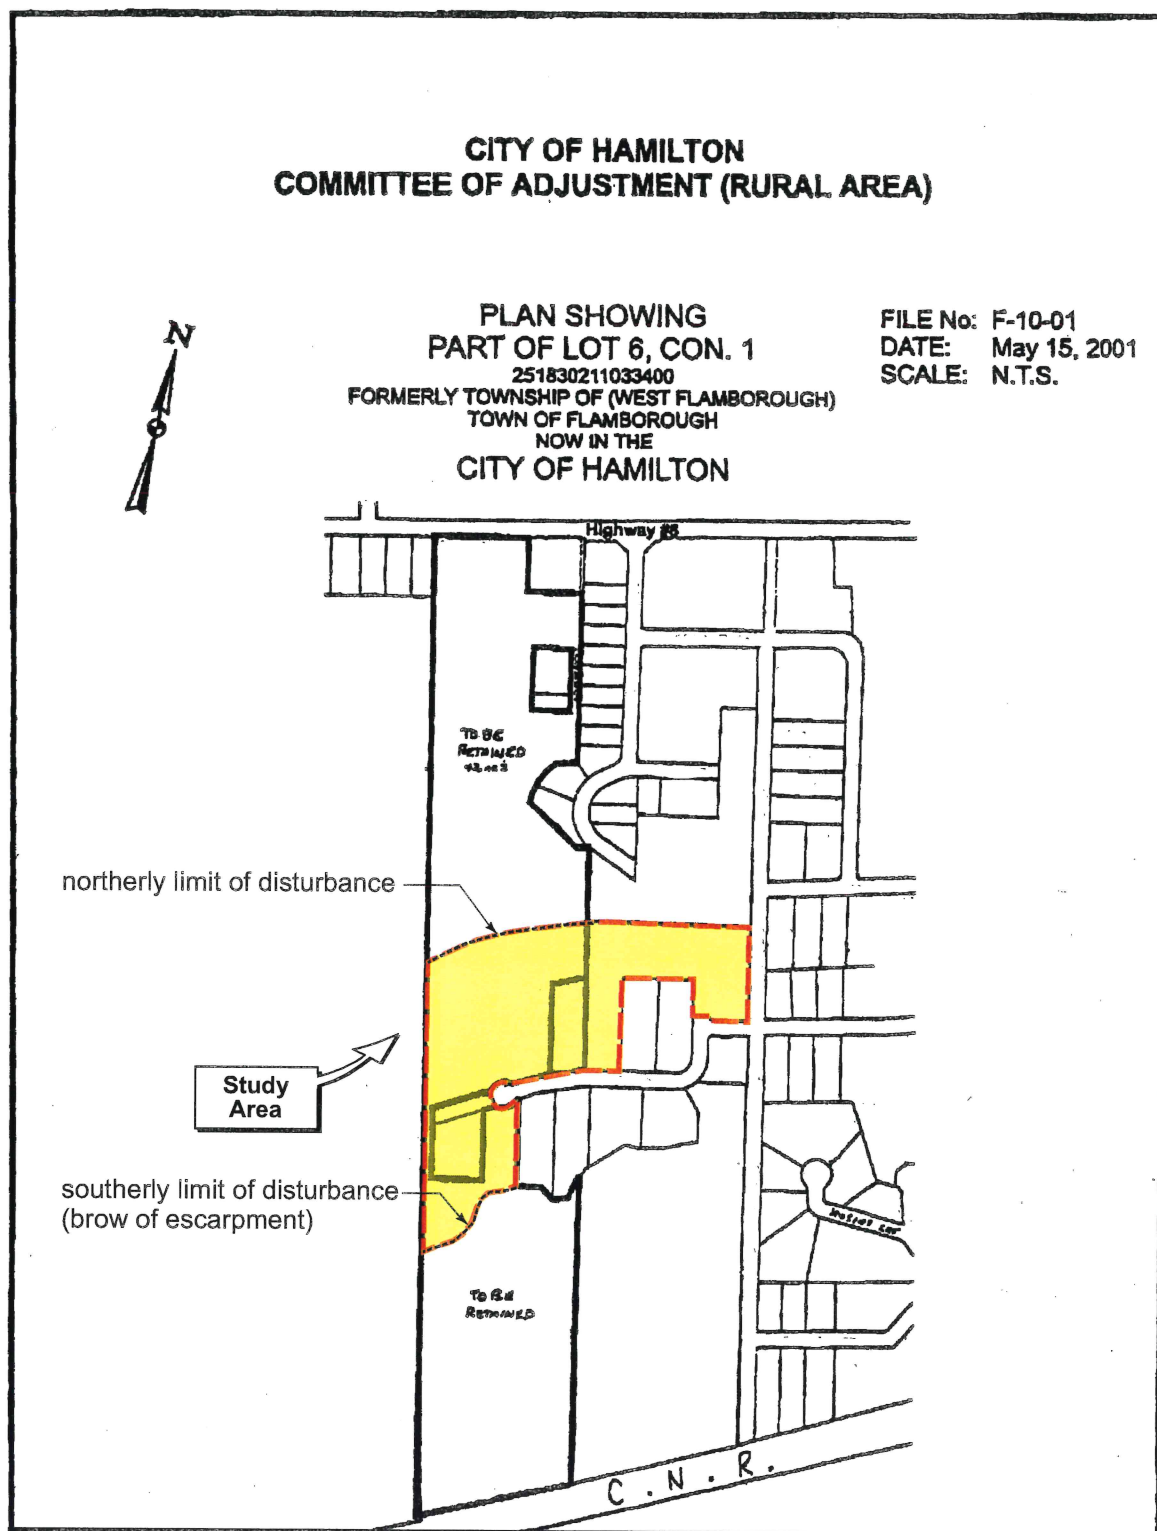 CITY OF HAMILTON
COMMITTEE OF ADJUSTMENT (RURAL AREA)
N
PLAN SHOWING
PART OF LOT 6, CON. 1
251830211033400
FORMERLY TOWNSHIP OF (WEST FLAMBOROUGH)
TOWN OF FLAMBOROUGH
NOW IN THE
CITY OF HAMILTON
FILE No: F-10-01
DATE: May 15, 2001
SCALE: N.T.S.
Highway
TO BE
RETAINED
northerly limit of disturbance
Study
Area
southerly limit of disturbance
(brow of escarpment)
TO BE
RETAINED
C. N. R.